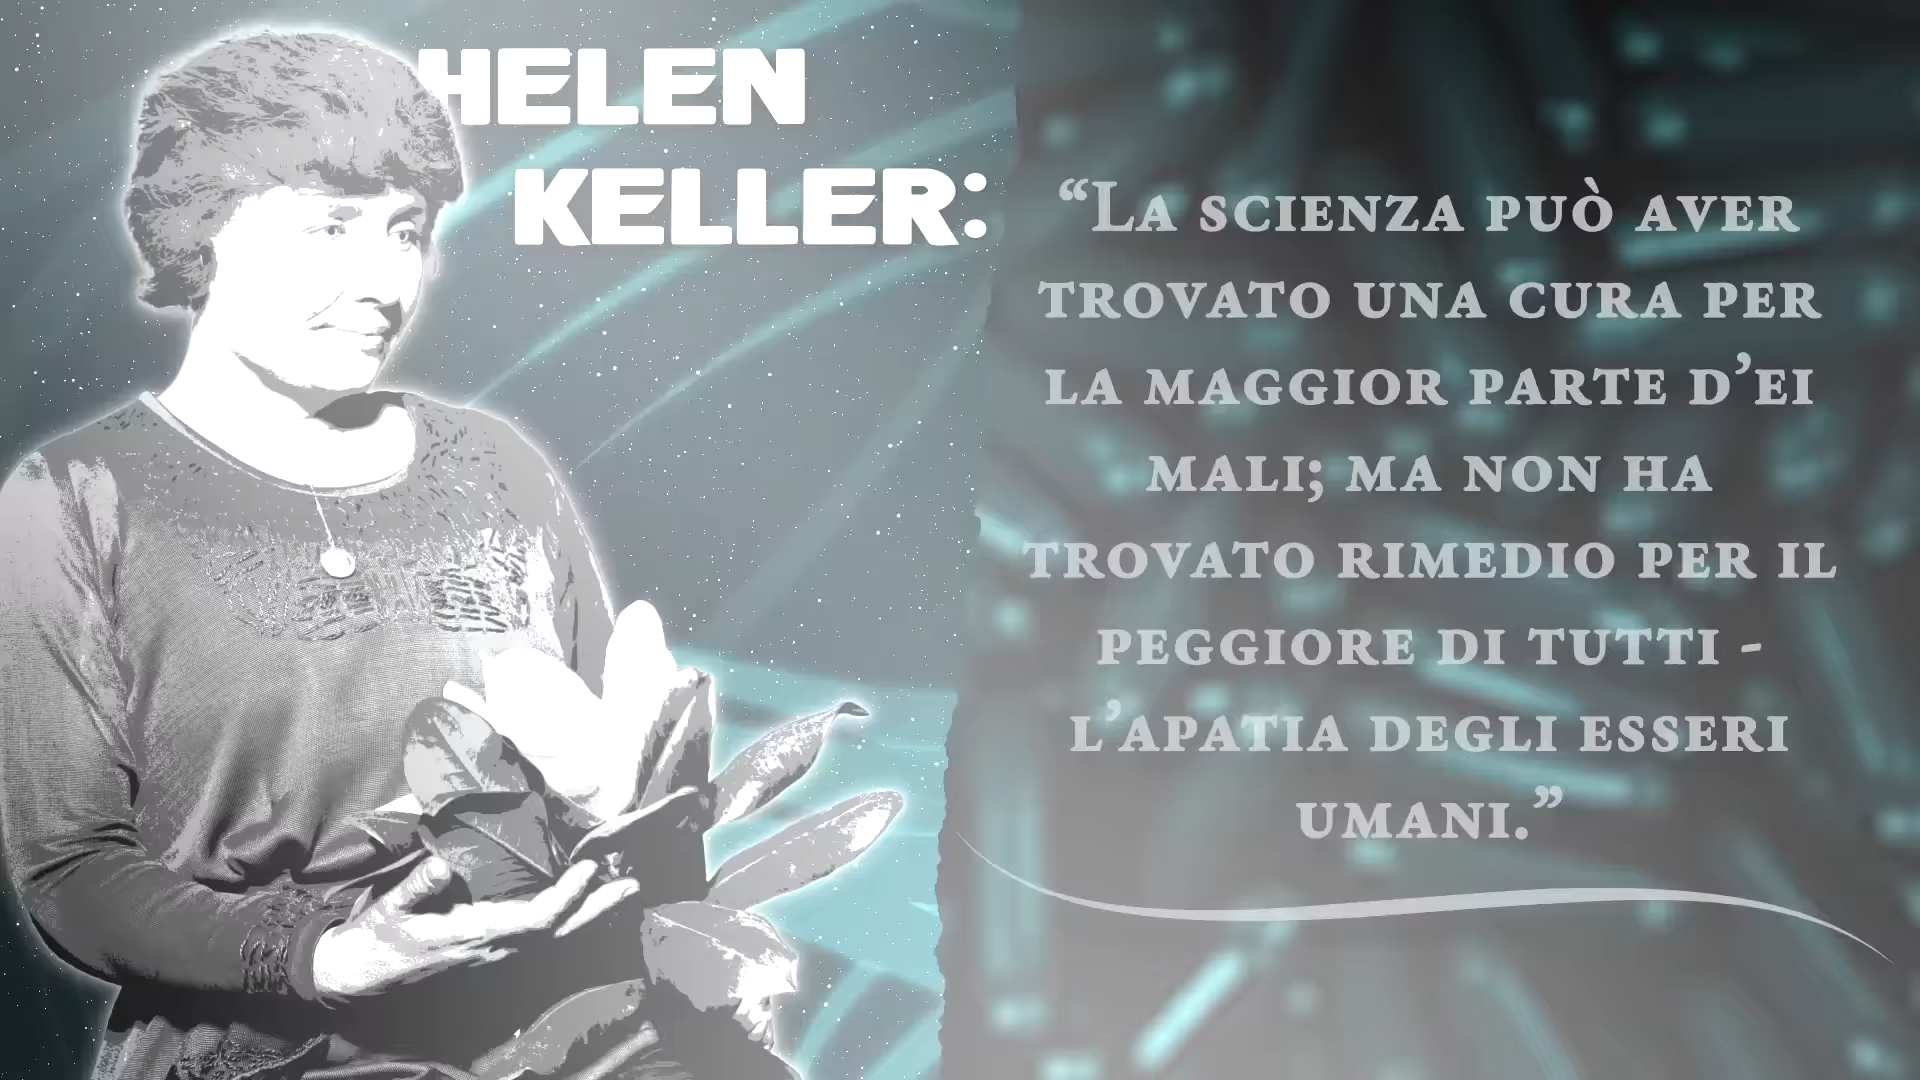 HELEN
KELLER:
“La scienza può aver
trovato una cura per
la maggior parte d’ei
mali; ma non ha
trovato rimedio per il
peggiore di tutti -
l’apatia degli esseri
umani.”